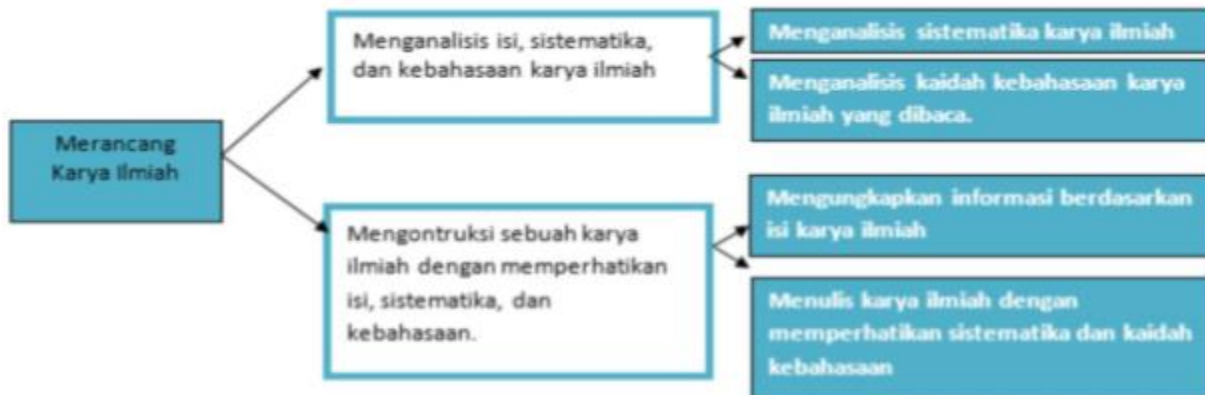 Merancang
Karya Ilmiah
Menganalisis isi, sistematika,
dan kebahasaan karya ilmiah
Menganalisis sistematika karya ilmiah
Menganalisis kaidah kebahasaan karya
ilmiah yang dibaca.
Mengontruksi sebuah karya
ilmiah dengan memperhatikan
isi, sistematika, dan
kebahasaan.
Mengungkapkan informasi berdasarkan
isi karya ilmiah
Menulis karya ilmiah dengan
memperhatikan sistematika dan kaidah
kebahasaan